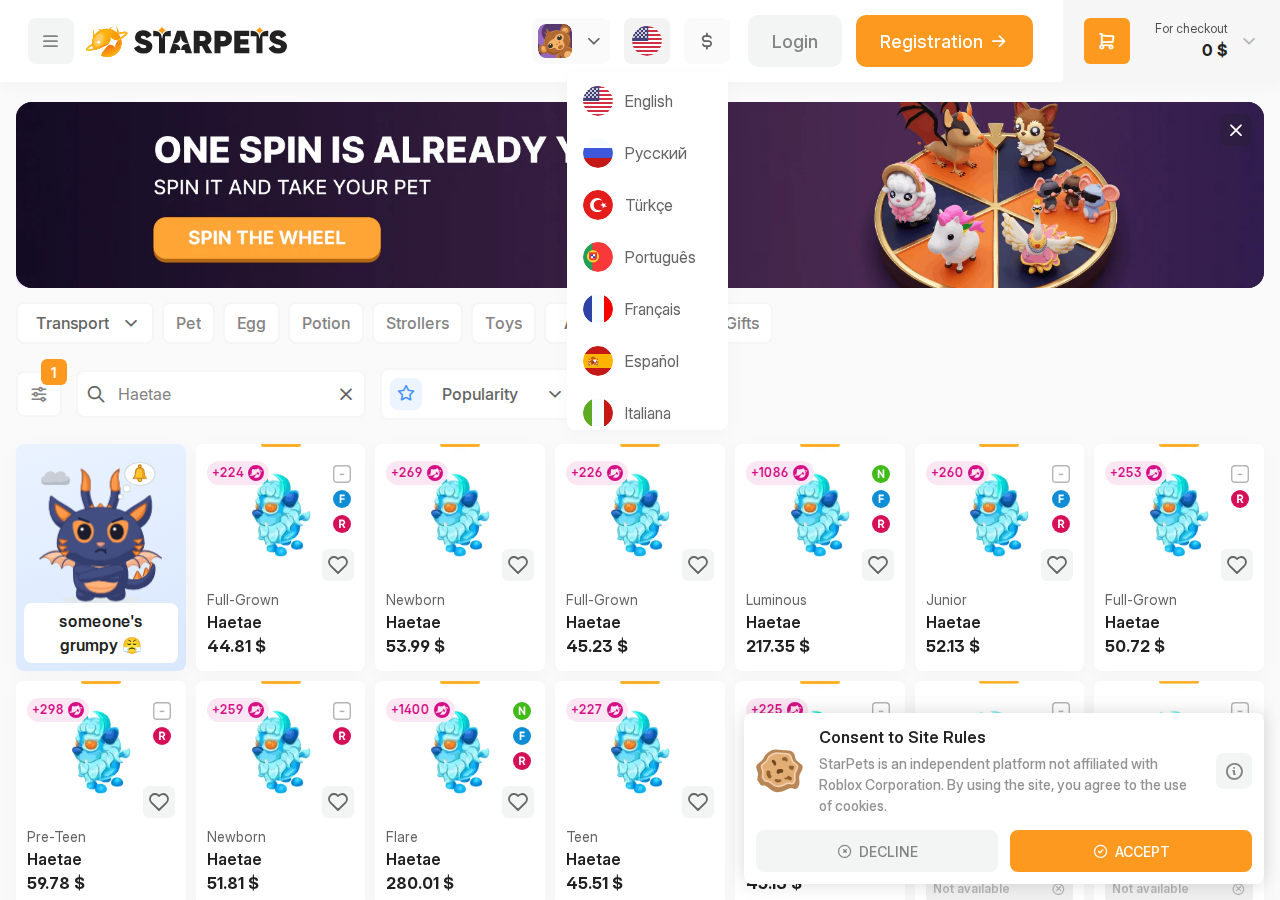 STARPETS
$
Login
Registration →
For checkout
0 $
ONE SPIN IS ALREADY
SPIN IT AND TAKE YOUR PET
SPIN THE WHEEL
English
Русский
Türkçe
Português
Français
Español
Italiana
Transport
Pet
Egg
Potion
Strollers
Toys
Gifts
1
Haetae
Popularity
someone's
grumpy 😤
+224
F
R
Full-Grown
Haetae
44.81 $
+269
Newborn
Haetae
53.99 $
+226
Full-Grown
Haetae
45.23 $
+1086
N
F
R
Luminous
Haetae
217.35 $
+260
F
R
Junior
Haetae
52.13 $
+253
R
Full-Grown
Haetae
50.72 $
+298
R
Pre-Teen
Haetae
59.78 $
+259
R
Newborn
Haetae
51.81 $
+1400
N
F
R
Flare
Haetae
280.01 $
+227
Teen
Haetae
45.51 $
+225
Not available
Not available
Consent to Site Rules
StarPets is an independent platform not affiliated with
Roblox Corporation. By using the site, you agree to the use
of cookies.
DECLINE
ACCEPT